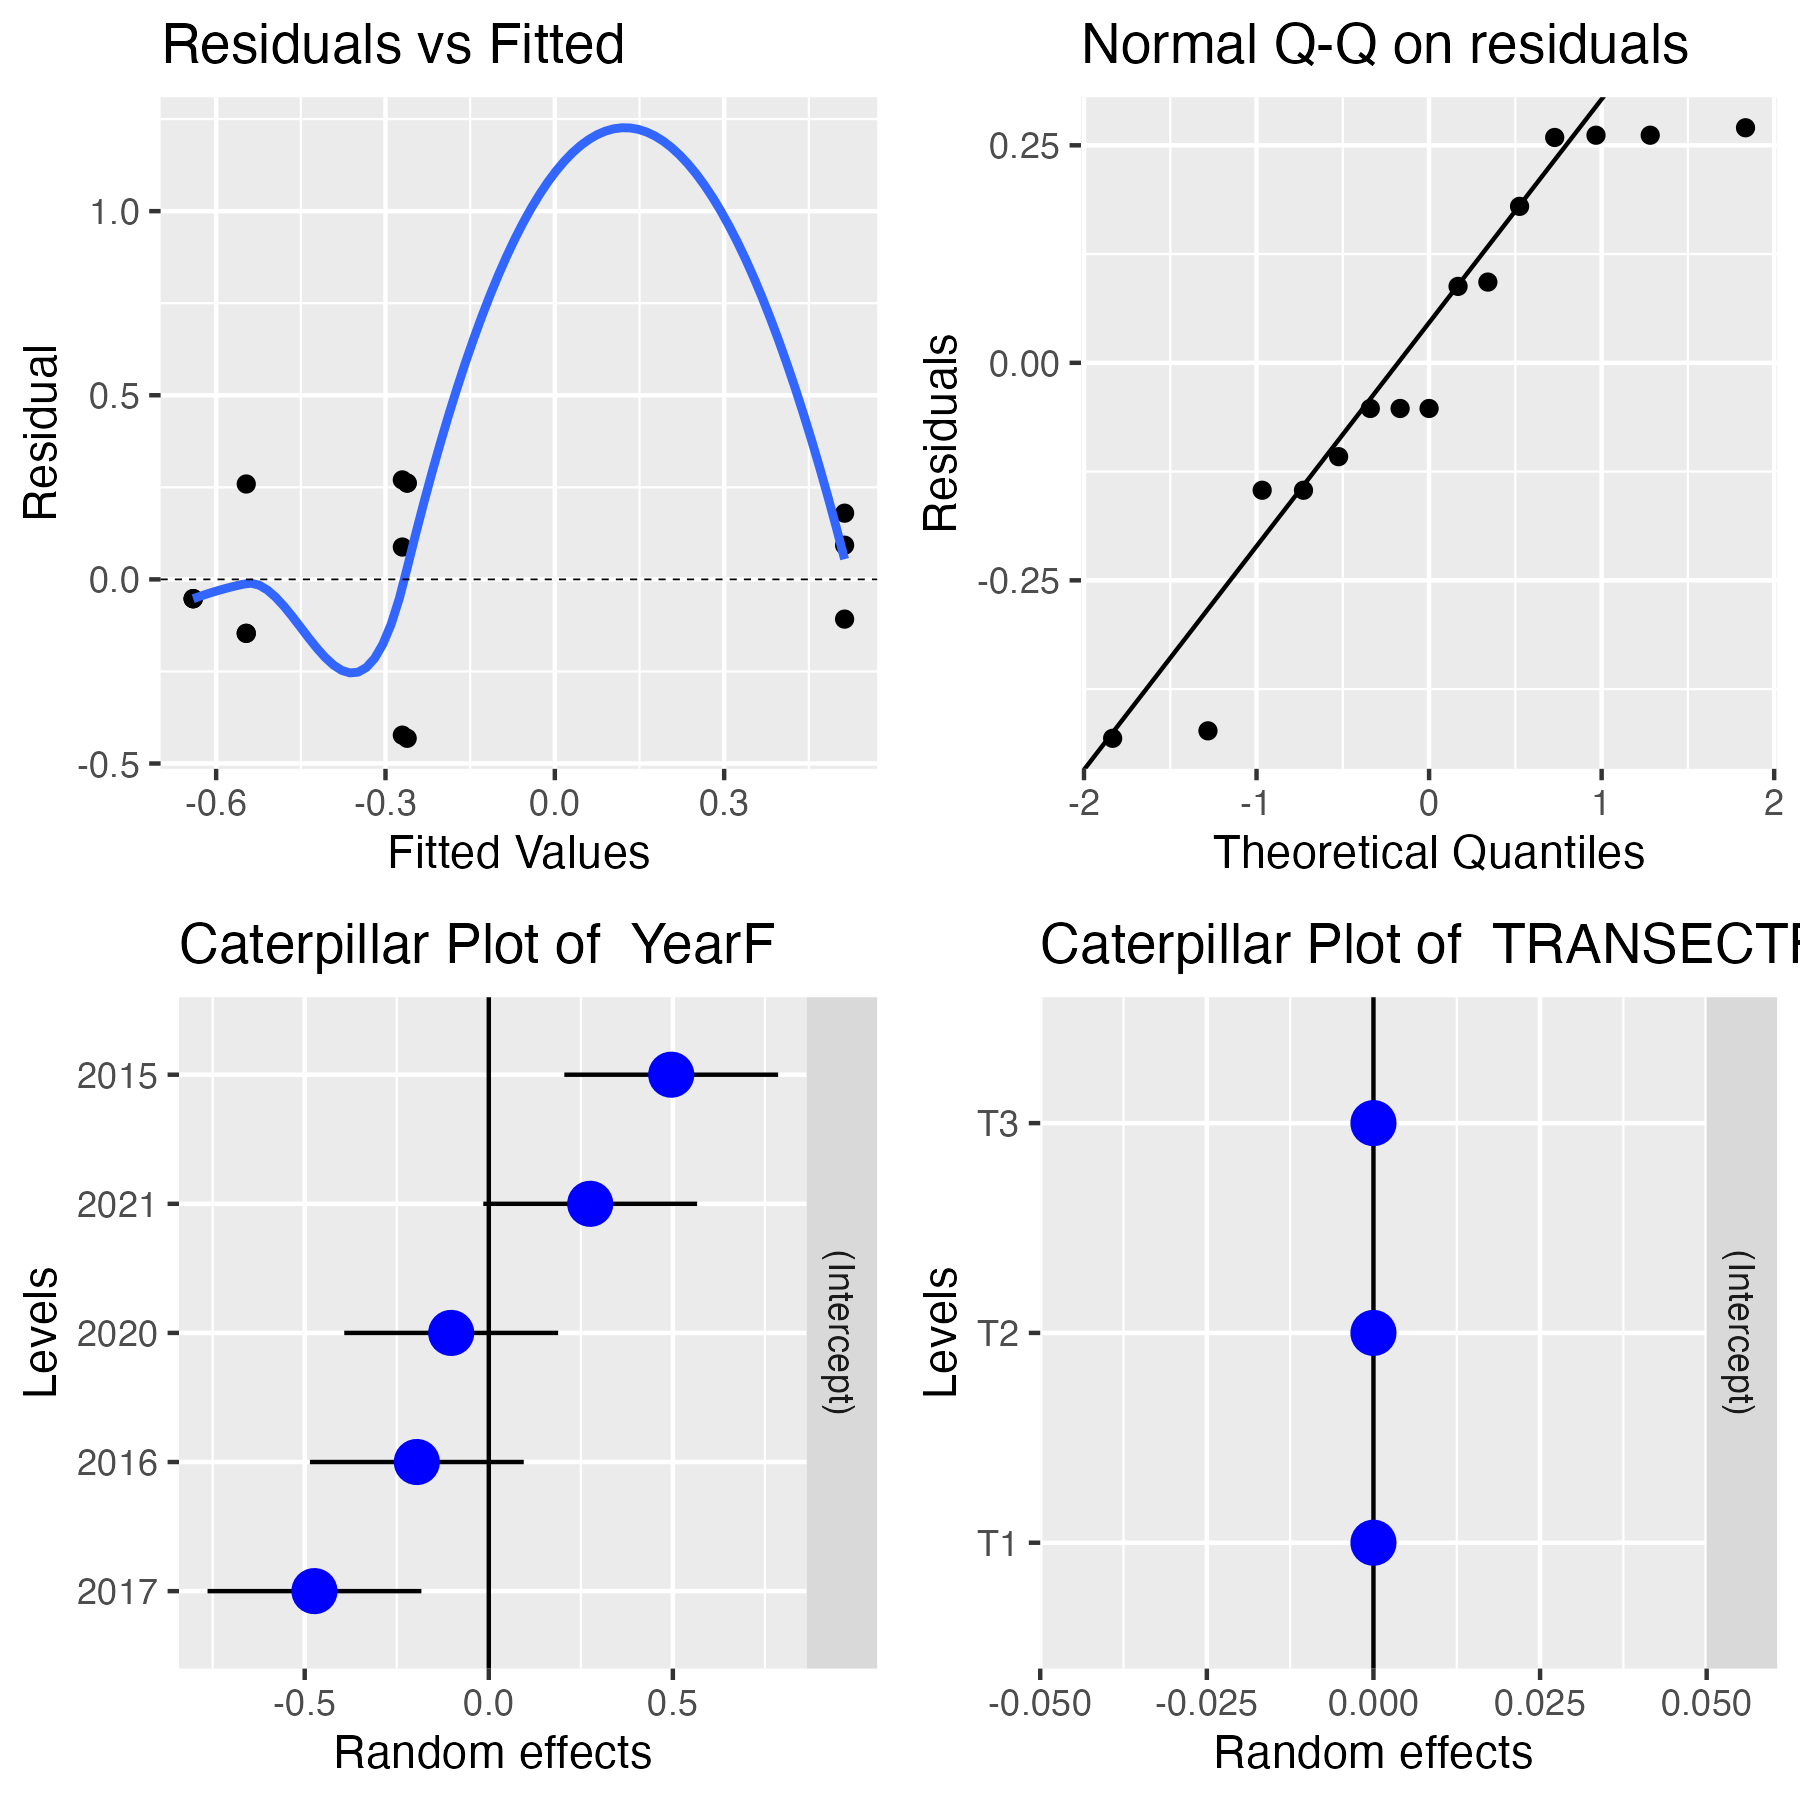 Residuals vs Fitted
Residual
1.0
0.5
0.0
-0.5
-0.6 -0.3 0.0 0.3
Fitted Values
Normal Q-Q on residuals
Residuals
0.25
0.00
-0.25
-2 -1 0 1 2
Theoretical Quantiles
Caterpillar Plot of  YearF
Levels
2015
2021
2020
2016
2017
(Intercept)
-0.5 0.0 0.5
Random effects
Caterpillar Plot of  TRANSECTF
Levels
T3
T2
T1
(Intercept)
-0.050 -0.025 0.000 0.025 0.050
Random effects